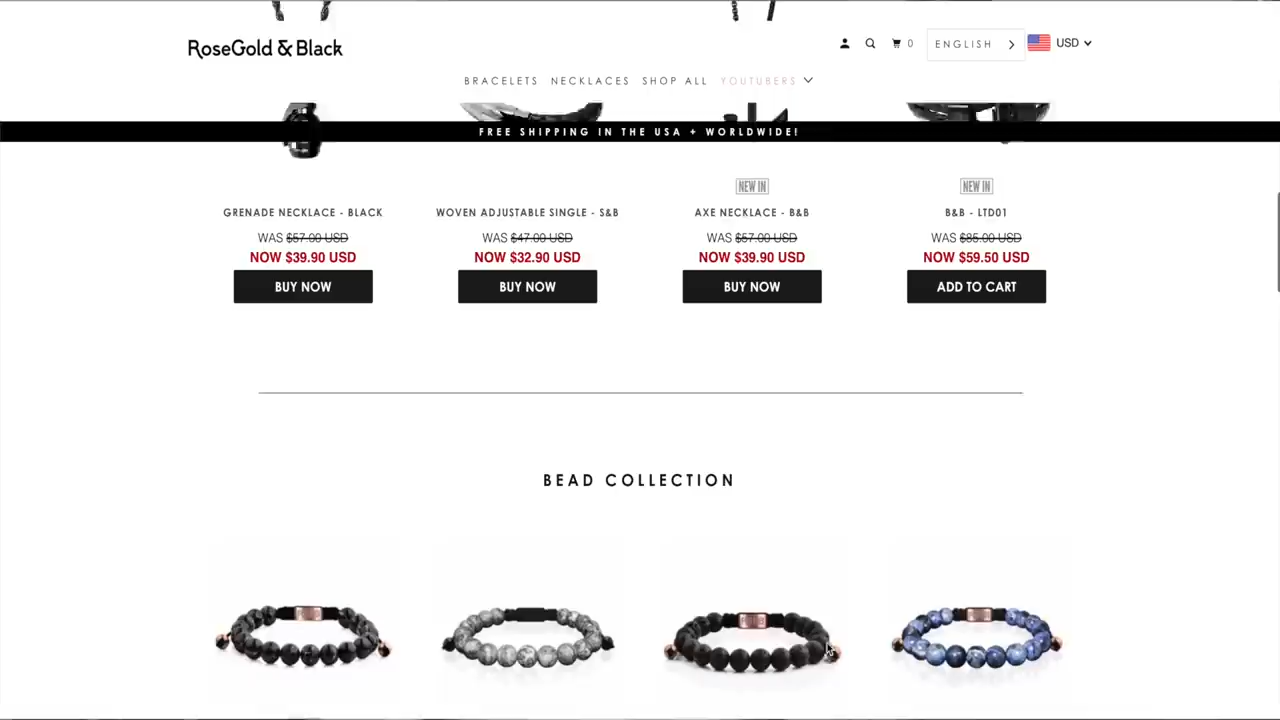 RoseGold & Black
0
ENGLISH
USD
BRACELETS NECKLACES SHOP ALL YOUTUBERS
FREE SHIPPING IN THE USA + WORLDWIDE!
NEW IN
NEW IN
GRENADE NECKLACE - BLACK
WOVEN ADJUSTABLE SINGLE - S&B
AXE NECKLACE - B&B
B&B - LTD01
WAS $57.00 USD
WAS $47.00 USD
WAS $57.00 USD
WAS $85.00 USD
NOW $39.90 USD
NOW $32.90 USD
NOW $39.90 USD
NOW $59.50 USD
BUY NOW
BUY NOW
BUY NOW
ADD TO CART
BEAD COLLECTION